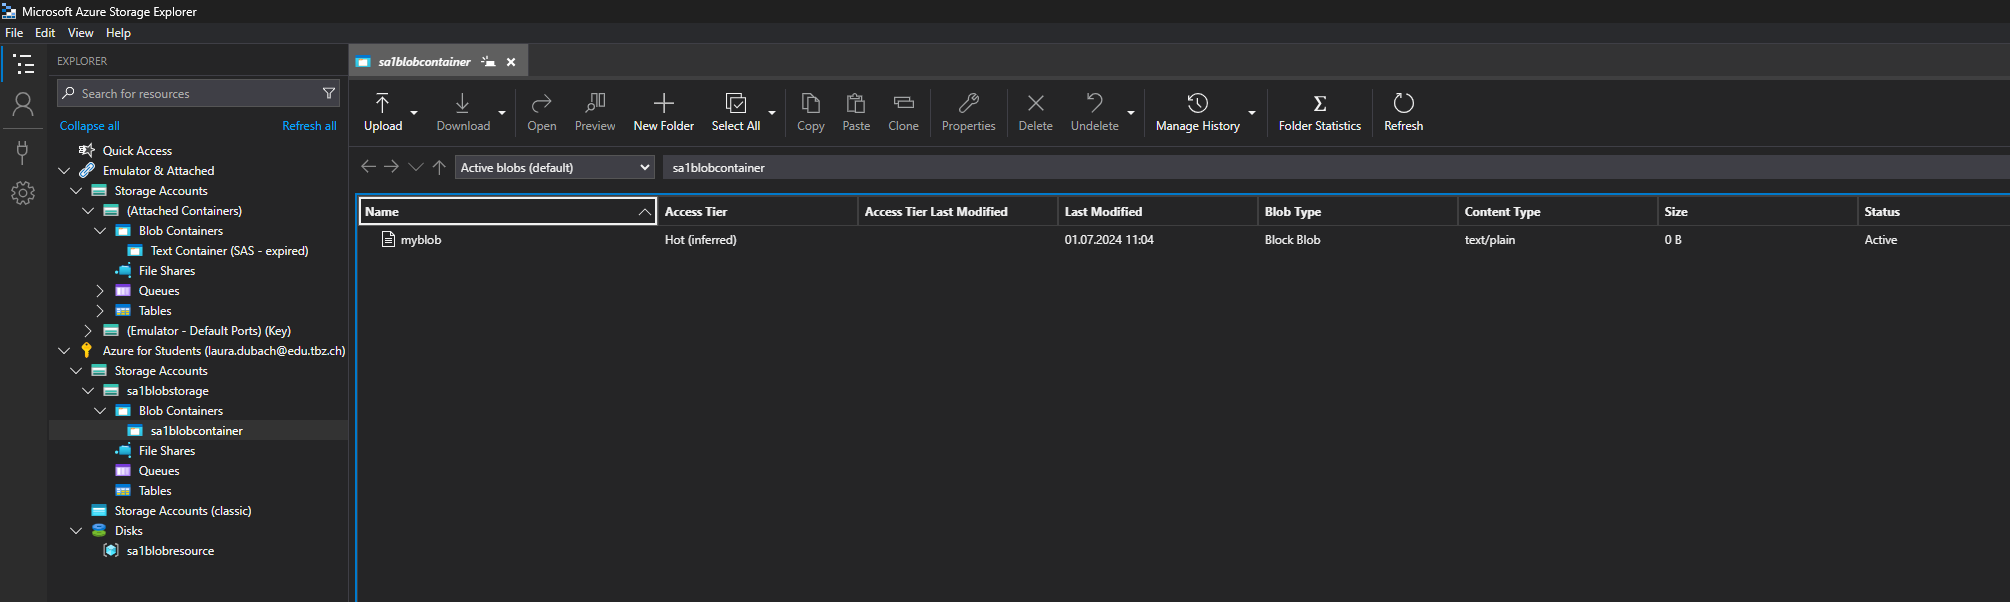 Microsoft Azure Storage Explorer
File Edit View Help
EXPLORER
Search for resources
Collapse all Refresh all
Quick Access
Emulator & Attached
Storage Accounts
(Attached Containers)
Blob Containers
Text Container (SAS - expired)
File Shares
Queues
Tables
(Emulator - Default Ports) (Key)
Azure for Students (laura.dubach@edu.tbz.ch)
Storage Accounts
sa1blobstorage
Blob Containers
sa1blobcontainer
File Shares
Queues
Tables
Storage Accounts (classic)
Disks
sa1blobresource
sa1blobcontainer
Upload Download Open Preview New Folder Select All Copy Paste Clone Properties Delete Undelete Manage History Folder Statistics Refresh
Active blobs (default) sa1blobcontainer
Name Access Tier Access Tier Last Modified Last Modified Blob Type Content Type Size Status
myblob Hot (inferred) 01.07.2024 11:04 Block Blob text/plain 0 B Active